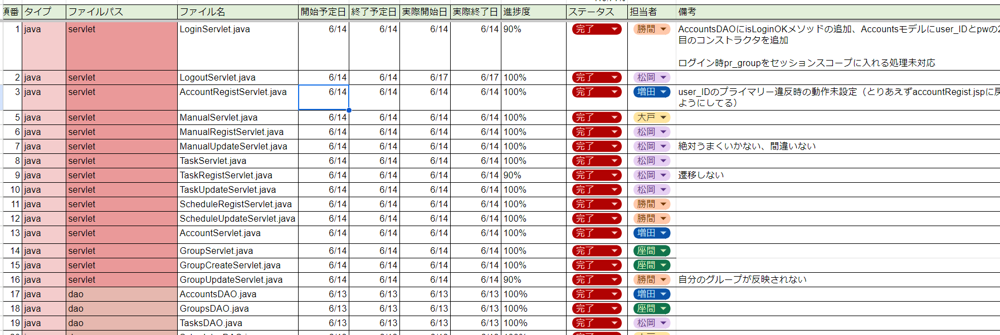 項番 タイプ ファイルパス ファイル名 開始予定日 終了予定日 実際開始日 実際終了日 進捗度 ステータス 担当者 備考
1 java servlet LoginServlet.java 6/14 6/14 6/14 6/14 90% 完了 勝間 AccountsDAOにisLoginOKメソッドの追加、Accountsモデルにuser_IDとpwの2
目のコンストラクタを追加
ログイン時pr_groupをセッションスコープに入れる処理未対応
2 java servlet LogoutServlet.java 6/14 6/14 6/17 6/17 100% 完了 松岡
3 java servlet AccountRegistServlet.java 6/14 6/14 6/14 6/14 100% 完了 増田 user_IDのプライマリー違反時の動作未設定（とりあえずaccountRegist.jspに戻
ようにしてる）
5 java servlet ManualServlet.java 6/14 6/14 6/14 6/14 100% 完了 大戸
6 java servlet ManualRegistServlet.java 6/14 6/14 6/14 6/14 100% 完了 松岡
7 java servlet ManualUpdateServlet.java 6/14 6/14 6/14 6/14 100% 完了 松岡 絶対うまくいかない、間違いない
8 java servlet TaskServlet.java 6/14 6/14 6/14 6/14 100% 完了 松岡
9 java servlet TaskRegistServlet.java 6/14 6/14 6/14 6/14 90% 完了 松岡 遷移しない
10 java servlet TaskUpdateServlet.java 6/14 6/14 6/14 6/14 100% 完了 松岡
11 java servlet ScheduleRegistServlet.java 6/14 6/14 6/14 6/14 100% 完了 勝間
12 java servlet ScheduleUpdateServlet.java 6/14 6/14 6/14 6/14 100% 完了 勝間
13 java servlet AccountServlet.java 6/14 6/14 6/14 6/14 100% 完了 増田
14 java servlet GroupServlet.java 6/14 6/14 6/14 6/14 100% 完了 座間
15 java servlet GroupCreateServlet.java 6/14 6/14 6/14 6/14 100% 完了 座間
16 java servlet GroupUpdateServlet.java 6/14 6/14 6/14 6/14 90% 完了 勝間 自分のグループが反映されない
17 java dao AccountsDAO.java 6/13 6/13 6/13 6/13 100% 完了 増田
18 java dao GroupsDAO.java 6/13 6/13 6/13 6/13 100% 完了 座間
19 java dao TasksDAO.java 6/13 6/13 6/13 6/13 100% 完了 松岡